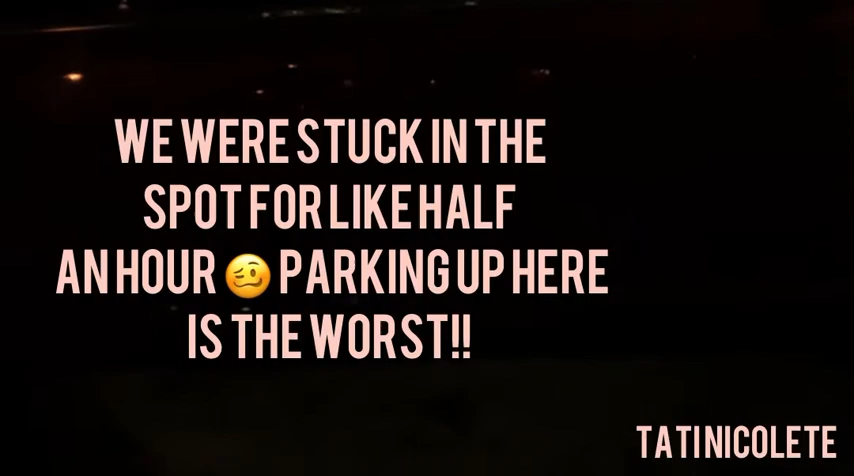 WE WERE STUCK IN THE
SPOT FOR LIKE HALF
AN HOUR 🥴 PARKING UP HERE
IS THE WORST!!
TATINICOLETE